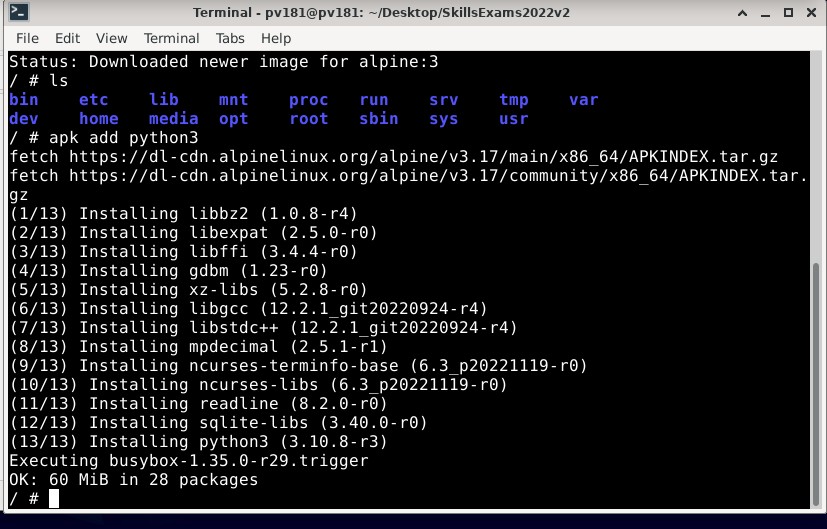 Terminal - pv181@pv181: ~/Desktop/SkillsExams2022v2
File Edit View Terminal Tabs Help
Status: Downloaded newer image for alpine:3
/ # ls
bin etc lib mnt proc run srv tmp var
dev home media opt root sbin sys usr
/ # apk add python3
fetch https://dl-cdn.alpinelinux.org/alpine/v3.17/main/x86_64/APKINDEX.tar.gz
fetch https://dl-cdn.alpinelinux.org/alpine/v3.17/community/x86_64/APKINDEX.tar.
gz
(1/13) Installing libbz2 (1.0.8-r4)
(2/13) Installing libexpat (2.5.0-r0)
(3/13) Installing libffi (3.4.4-r0)
(4/13) Installing gdbm (1.23-r0)
(5/13) Installing xz-libs (5.2.8-r0)
(6/13) Installing libgcc (12.2.1_git20220924-r4)
(7/13) Installing libstdc++ (12.2.1_git20220924-r4)
(8/13) Installing mpdecimal (2.5.1-r1)
(9/13) Installing ncurses-terminfo-base (6.3_p20221119-r0)
(10/13) Installing ncurses-libs (6.3_p20221119-r0)
(11/13) Installing readline (8.2.0-r0)
(12/13) Installing sqlite-libs (3.40.0-r0)
(13/13) Installing python3 (3.10.8-r3)
Executing busybox-1.35.0-r29.trigger
OK: 60 MiB in 28 packages
/ #